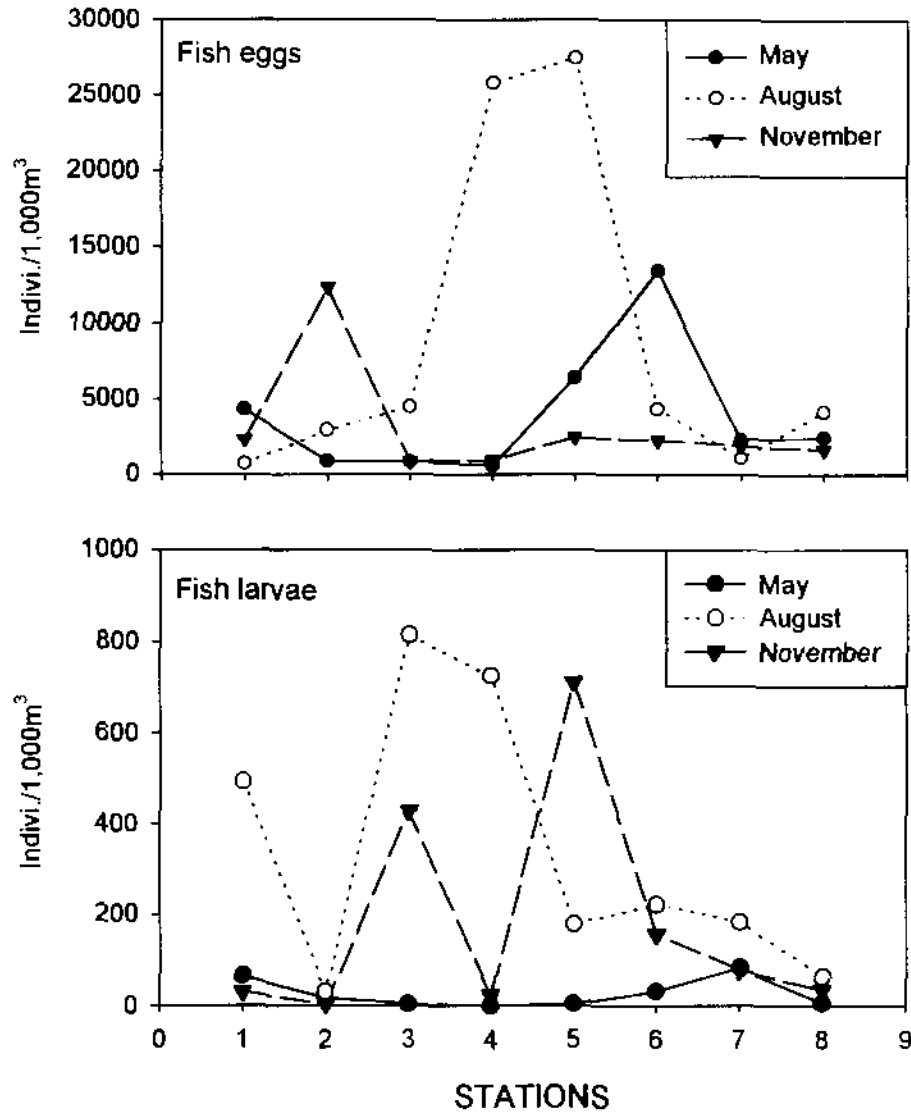 Fish eggs
May
August
November
30000
25000
20000
15000
10000
5000
0
Indivi./1,000m³
Fish larvae
May
August
November
1000
800
600
400
200
0
Indivi./1,000m³
0 1 2 3 4 5 6 7 8 9
STATIONS